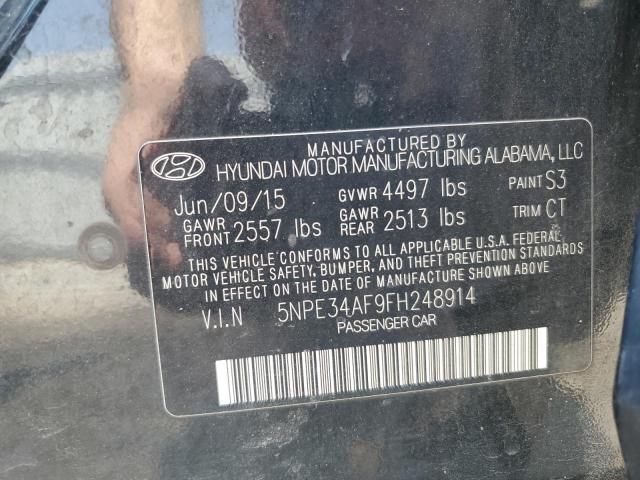 MANUFACTURED BY
HYUNDAI MOTOR MANUFACTURING ALABAMA, LLC
Jun/09/15 GVWR 4497 lbs PAINT S3
GAWR FRONT 2557 lbs GAWR REAR 2513 lbs TRIM CT
THIS VEHICLE CONFORMS TO ALL APPLICABLE U.S.A. FEDERAL
MOTOR VEHICLE SAFETY, BUMPER, AND THEFT PREVENTION STANDARDS
IN EFFECT ON THE DATE OF MANUFACTURE SHOWN ABOVE
V.I.N 5NPE34AF9FH248914
PASSENGER CAR